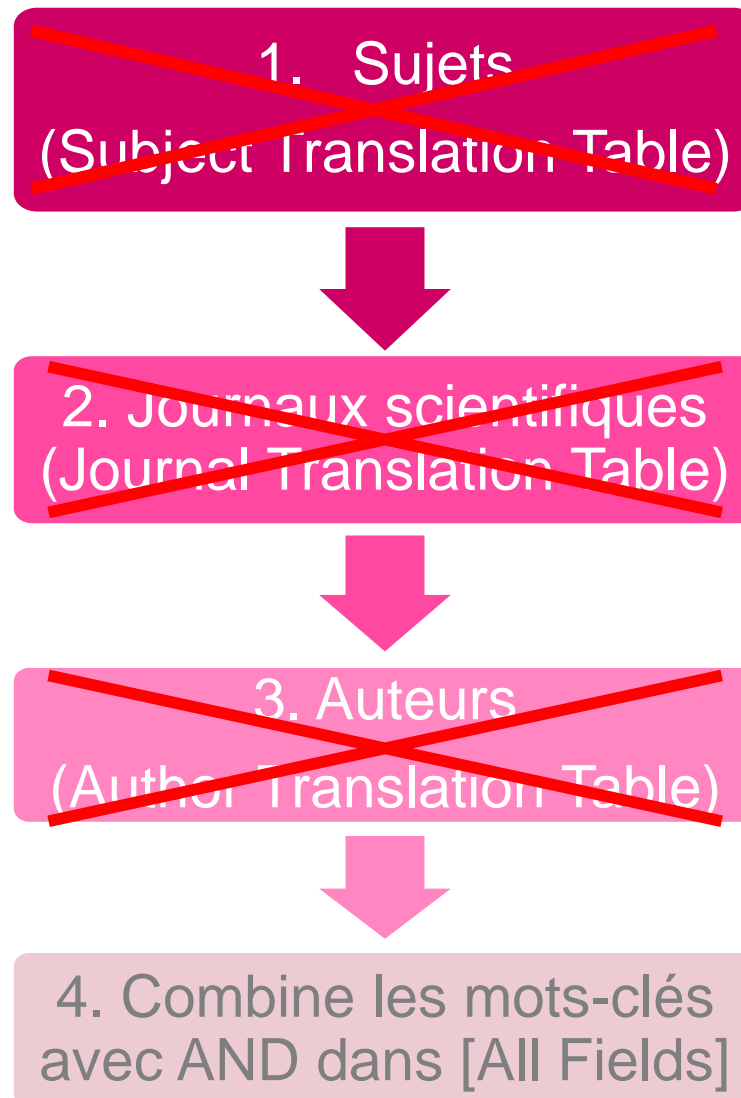 1. Sujets
(Subject Translation Table)
2. Journaux scientifiques
(Journal Translation Table)
3. Auteurs
(Author Translation Table)
4. Combine les mots-clés
avec AND dans [All Fields]